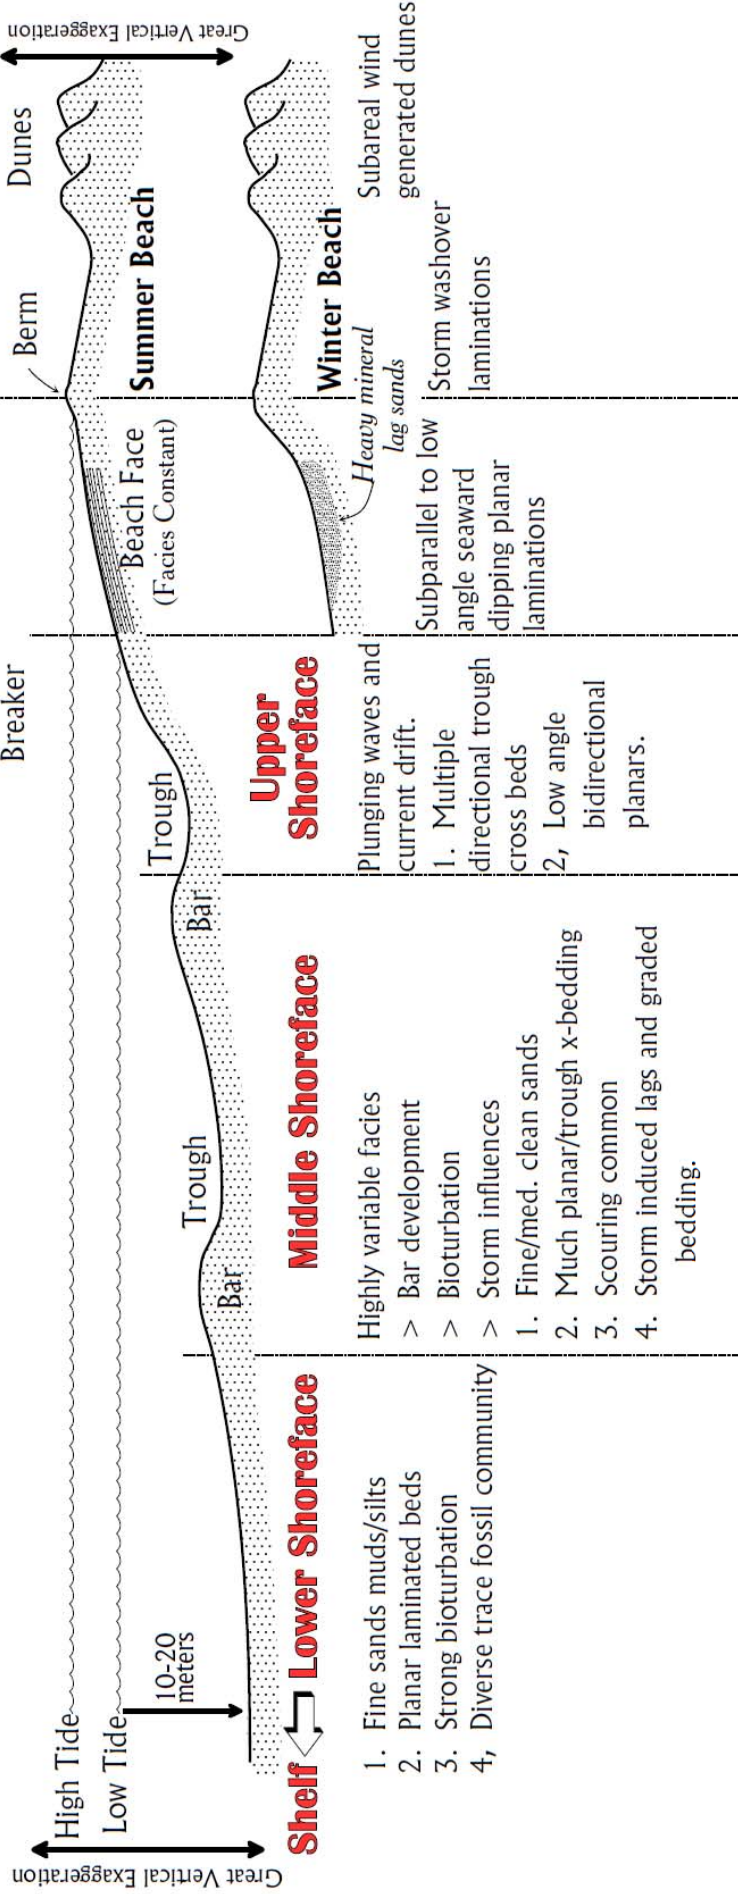 Great Vertical Exaggeration
High Tide
Low Tide
10-20
meters
Breaker
Berm
Dunes
Great Vertical Exaggeration
Bar
Trough
Bar
Trough
Beach Face
(Facies Constant)
Summer Beach
Winter Beach
Heavy mineral
lag sands
Shelf
Lower Shoreface
1. Fine sands muds/silts
2. Planar laminated beds
3. Strong bioturbation
4, Diverse trace fossil community
Middle Shoreface
Highly variable facies
> Bar development
> Bioturbation
> Storm influences
1. Fine/med. clean sands
2. Much planar/trough x-bedding
3. Scouring common
4. Storm induced lags and graded
bedding.
Upper
Shoreface
Plunging waves and
current drift.
1. Multiple
directional trough
cross beds
2, Low angle
bidirectional
planars.
Subparallel to low
angle seaward
dipping planar
laminations
Storm washover
laminations
Subareal wind
generated dunes